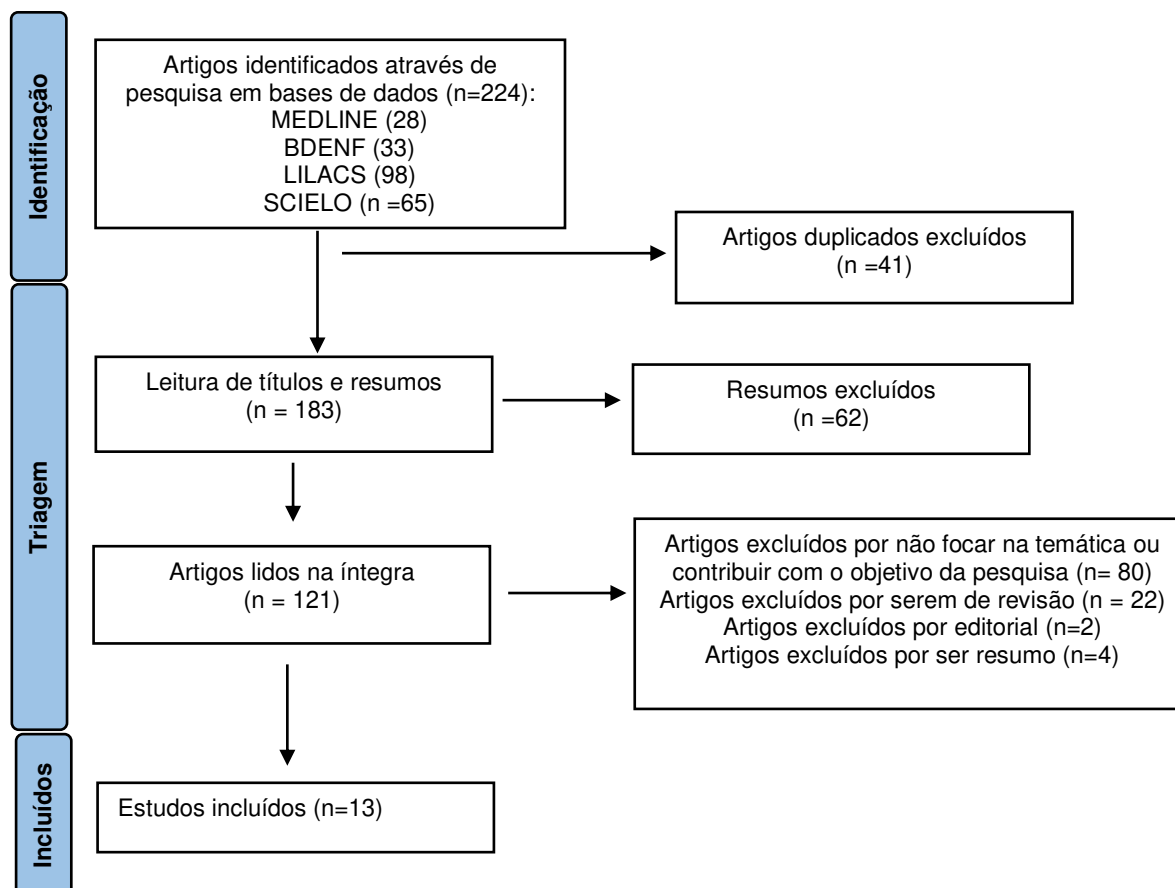 Identificação
Artigos identificados através de
pesquisa em bases de dados (n=224):
MEDLINE (28)
BDENF (33)
LILACS (98)
SCIELO (n =65)
Artigos duplicados excluídos
(n =41)
Triagem
Leitura de títulos e resumos
(n = 183)
Resumos excluídos
(n =62)
Artigos lidos na íntegra
(n = 121)
Artigos excluídos por não focar na temática ou
contribuir com o objetivo da pesquisa (n= 80)
Artigos excluídos por serem de revisão (n = 22)
Artigos excluídos por editorial (n=2)
Artigos excluídos por ser resumo (n=4)
Incluídos
Estudos incluídos (n=13)